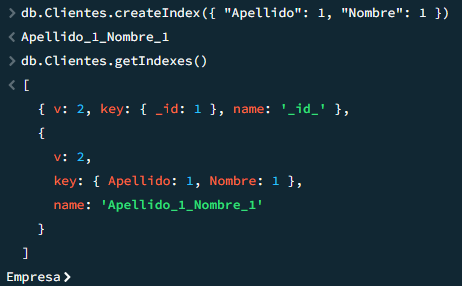 > db.Clientes.createIndex({ "Apellido": 1, "Nombre": 1 })
< Apellido_1_Nombre_1
> db.Clientes.getIndexes()
< [
{ v: 2, key: { _id: 1 }, name: '_id_' },
{
v: 2,
key: { Apellido: 1, Nombre: 1 },
name: 'Apellido_1_Nombre_1'
}
]
Empresa>